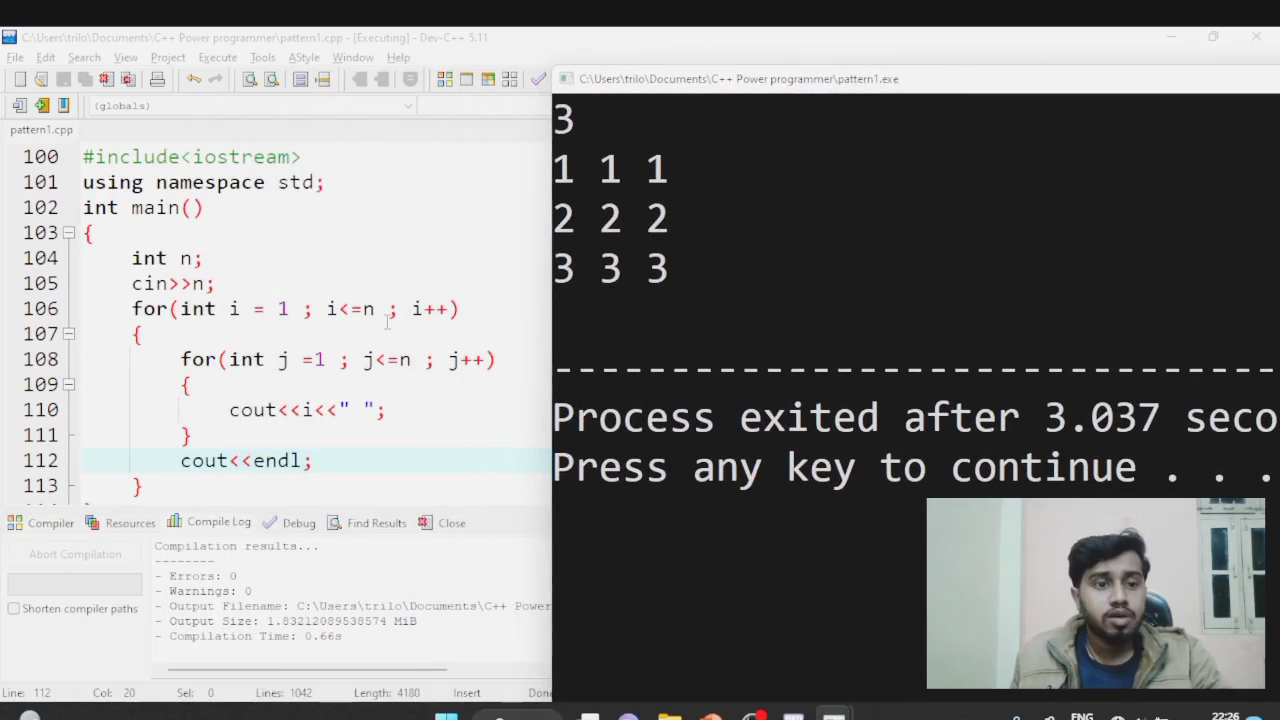 C:\Users\trilo\Documents\C++ Power programmer\pattern1.cpp - [Executing] - Dev-C++ 5.11
File Edit Search View Project Execute Tools AStyle Window Help
(globals)
pattern1.cpp
100 #include<iostream>
101 using namespace std;
102 int main()
103 {
104 int n;
105 cin>>n;
106 for(int i = 1 ; i<=n ; i++)
107 {
108 for(int j =1 ; j<=n ; j++)
109 {
110 cout<<i<<" ";
111 }
112 cout<<endl;
113 }
Compiler Resources Compile Log Debug Find Results Close
Abort Compilation
Shorten compiler paths
Compilation results...
--------
- Errors: 0
- Warnings: 0
- Output Filename: C:\Users\trilo\Documents\C++ Power
- Output Size: 1.83212089538574 MiB
- Compilation Time: 0.66s
Line: 112 Col: 20 Sel: 0 Lines: 1042 Length: 4180 Insert Done
C:\Users\trilo\Documents\C++ Power programmer\pattern1.exe
3
1 1 1
2 2 2
3 3 3
------------------------------
Process exited after 3.037 seco
Press any key to continue . . .
ENG 22:26